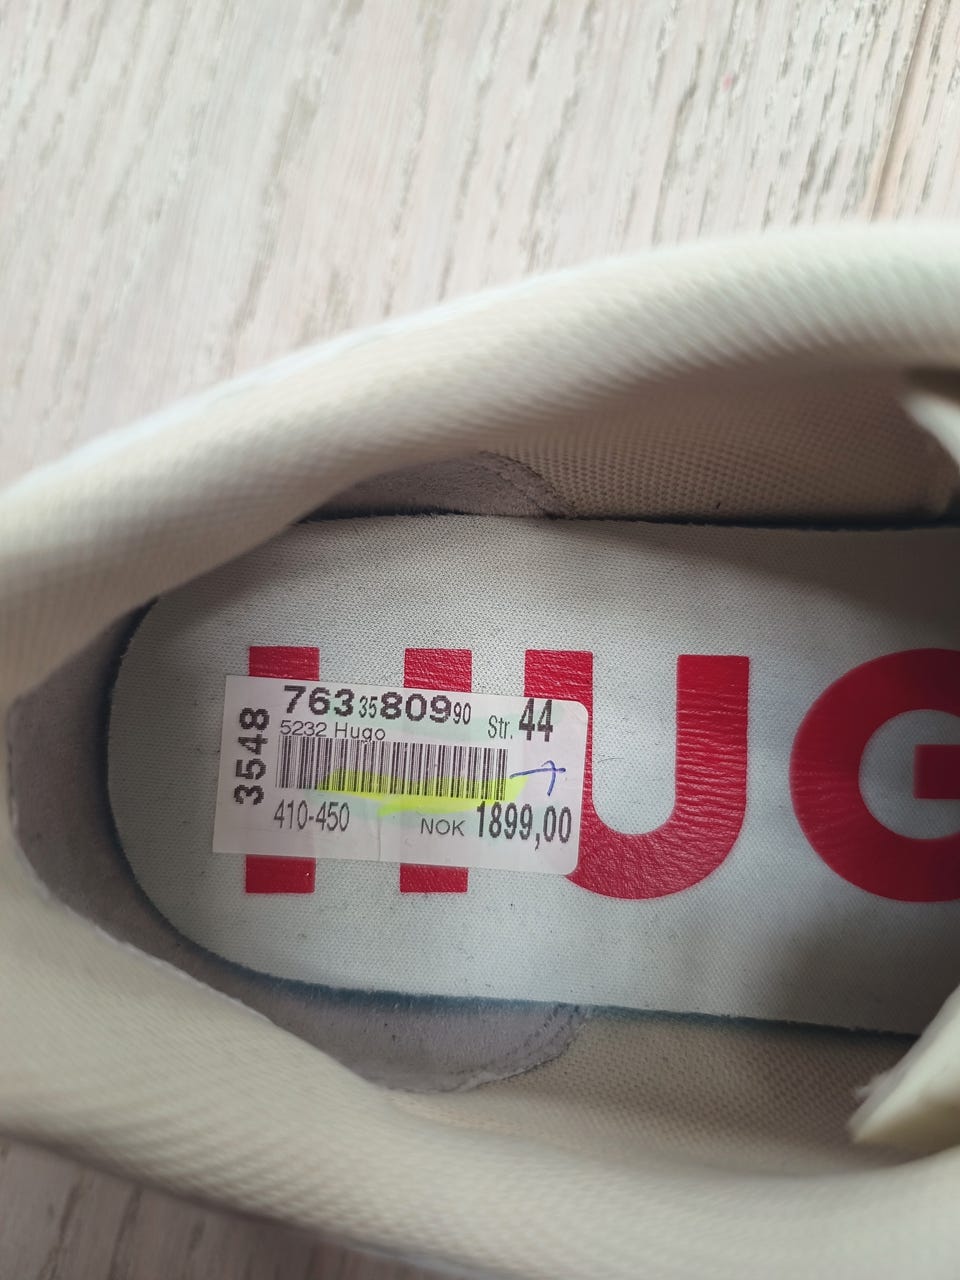 HUG
763 35 809 90
Str. 44
5232 Hugo
3548
410-450
NOK 1899,00